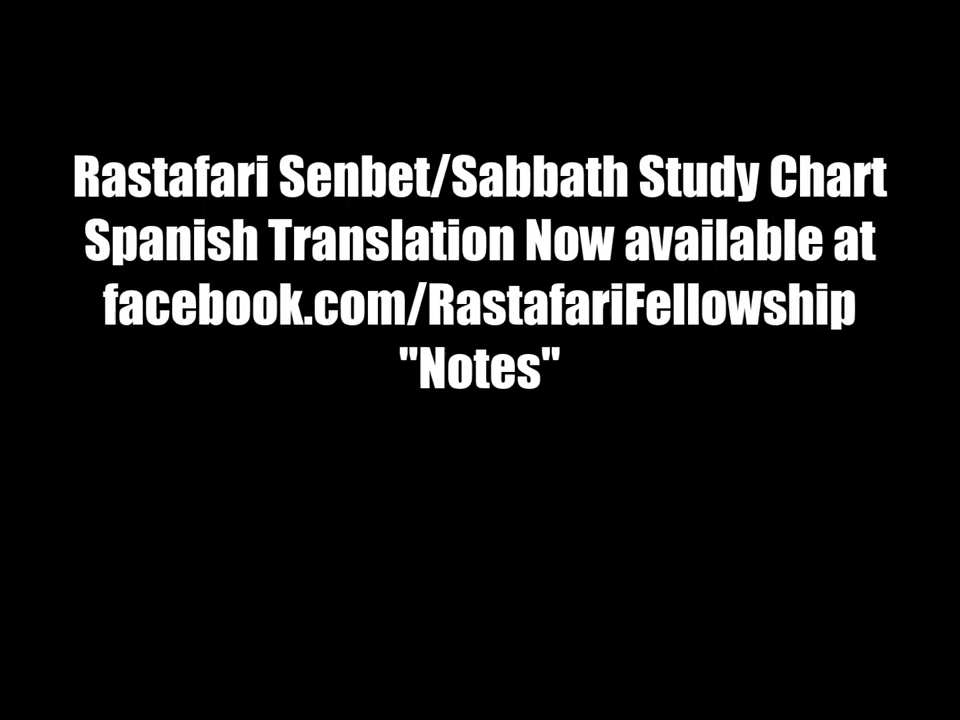 Rastafari Senbet/Sabbath Study Chart
Spanish Translation Now available at
facebook.com/RastafariFellowship
"Notes"